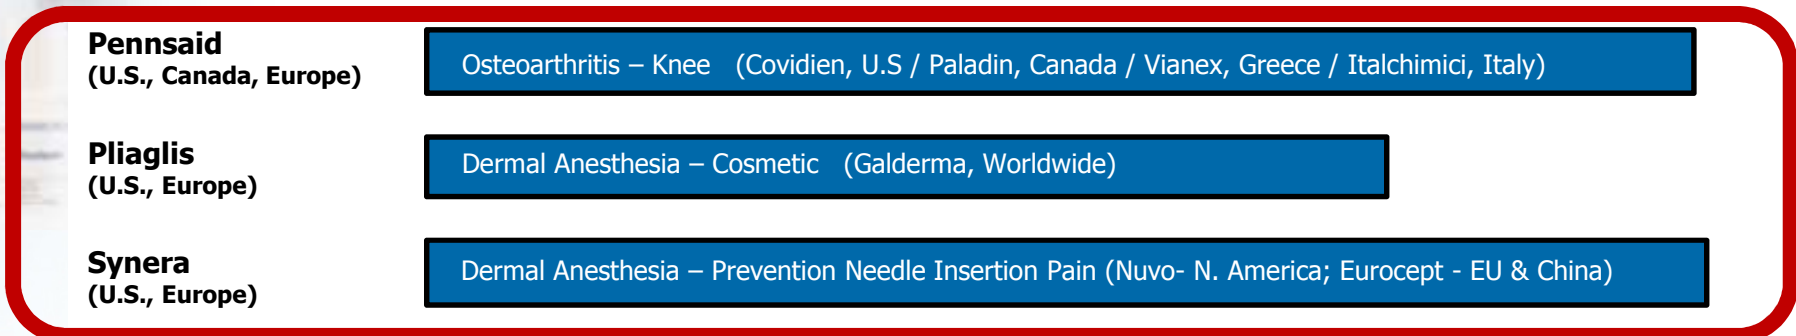 Pennsaid
(U.S., Canada, Europe)
Osteoarthritis – Knee   (Covidien, U.S / Paladin, Canada / Vianex, Greece / Italchimici, Italy)
Pliaglis
(U.S., Europe)
Dermal Anesthesia – Cosmetic   (Galderma, Worldwide)
Synera
(U.S., Europe)
Dermal Anesthesia – Prevention Needle Insertion Pain (Nuvo- N. America; Eurocept - EU & China)